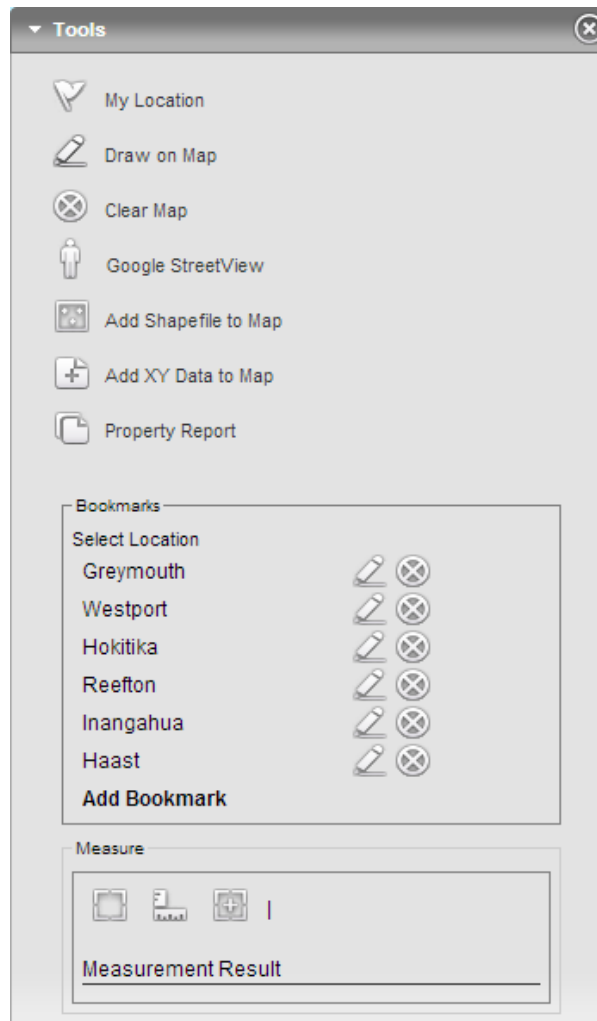 Tools
My Location
Draw on Map
Clear Map
Google StreetView
Add Shapefile to Map
Add XY Data to Map
Property Report
Bookmarks
Select Location
Greymouth
Westport
Hokitika
Reefton
Inangahua
Haast
Add Bookmark
Measure
|
Measurement Result